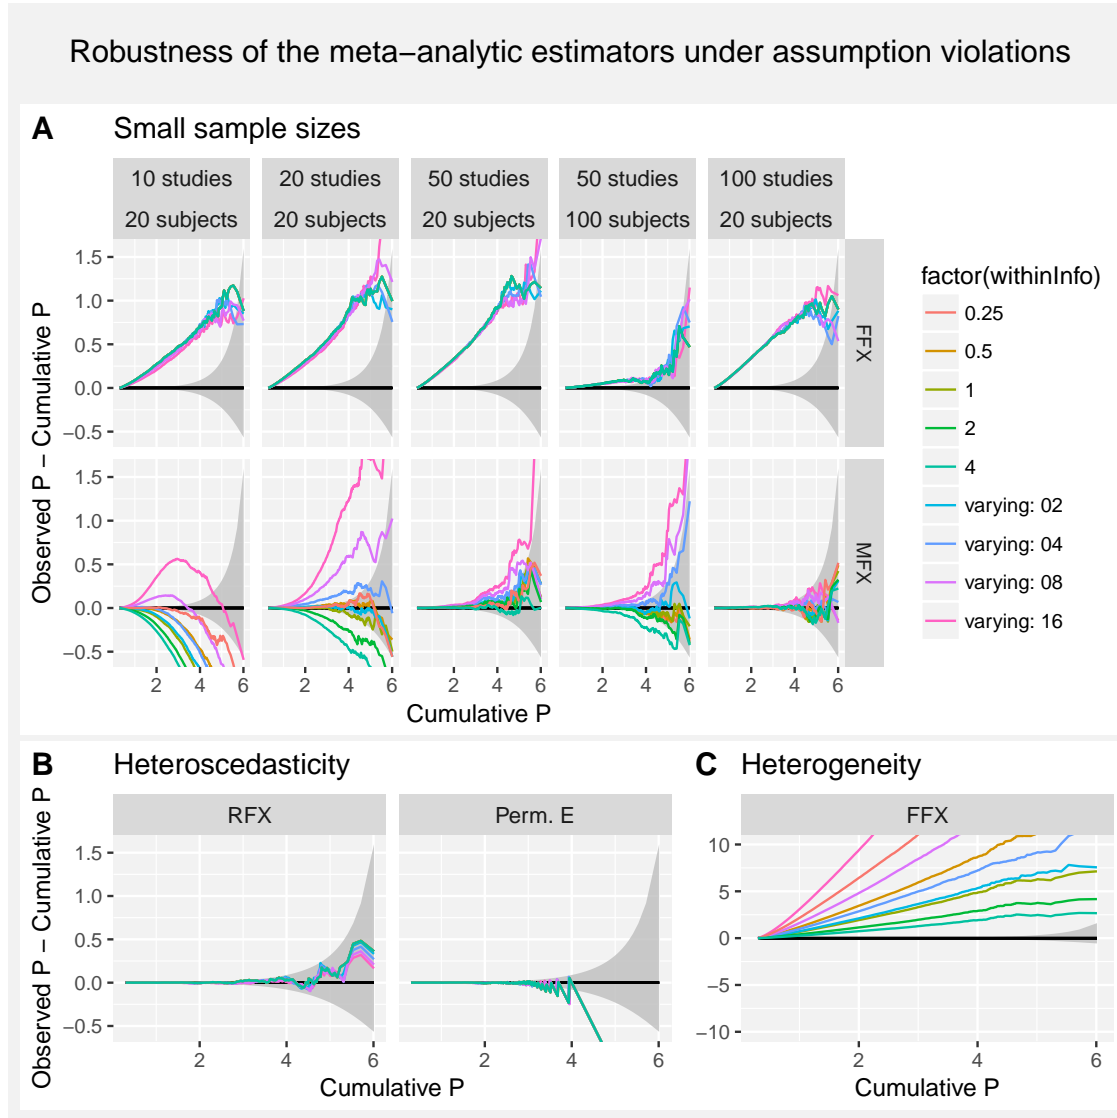 Robustness of the meta−analytic estimators under assumption violations
A Small sample sizes
10 studies 20 studies 50 studies 50 studies 100 studies
20 subjects 20 subjects 20 subjects 100 subjects 20 subjects
Observed P − Cumulative P
1.5
1.0
0.5
0.0
−0.5
FFX
1.5
1.0
0.5
0.0
−0.5
MFX
2 4 6 2 4 6 2 4 6 2 4 6 2 4 6
Cumulative P
factor(withinInfo)
0.25
0.5
1
2
4
varying: 02
varying: 04
varying: 08
varying: 16
B Heteroscedasticity
RFX Perm. E
Observed P − Cumulative P
1.5
1.0
0.5
0.0
−0.5
2 4 6 2 4 6
Cumulative P
C Heterogeneity
FFX
10
5
0
−5
−10
2 4 6
Cumulative P